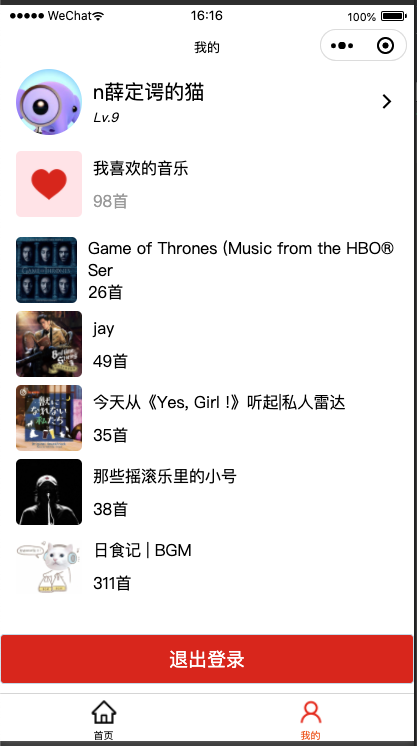 WeChat
16:16
100%
我的
n薛定谔的猫
Lv.9
我喜欢的音乐
98首
Game of Thrones (Music from the HBO®
Ser
26首
jay
49首
今天从《Yes, Girl !》听起|私人雷达
35首
那些摇滚乐里的小号
38首
日食记 | BGM
311首
退出登录
首页
我的